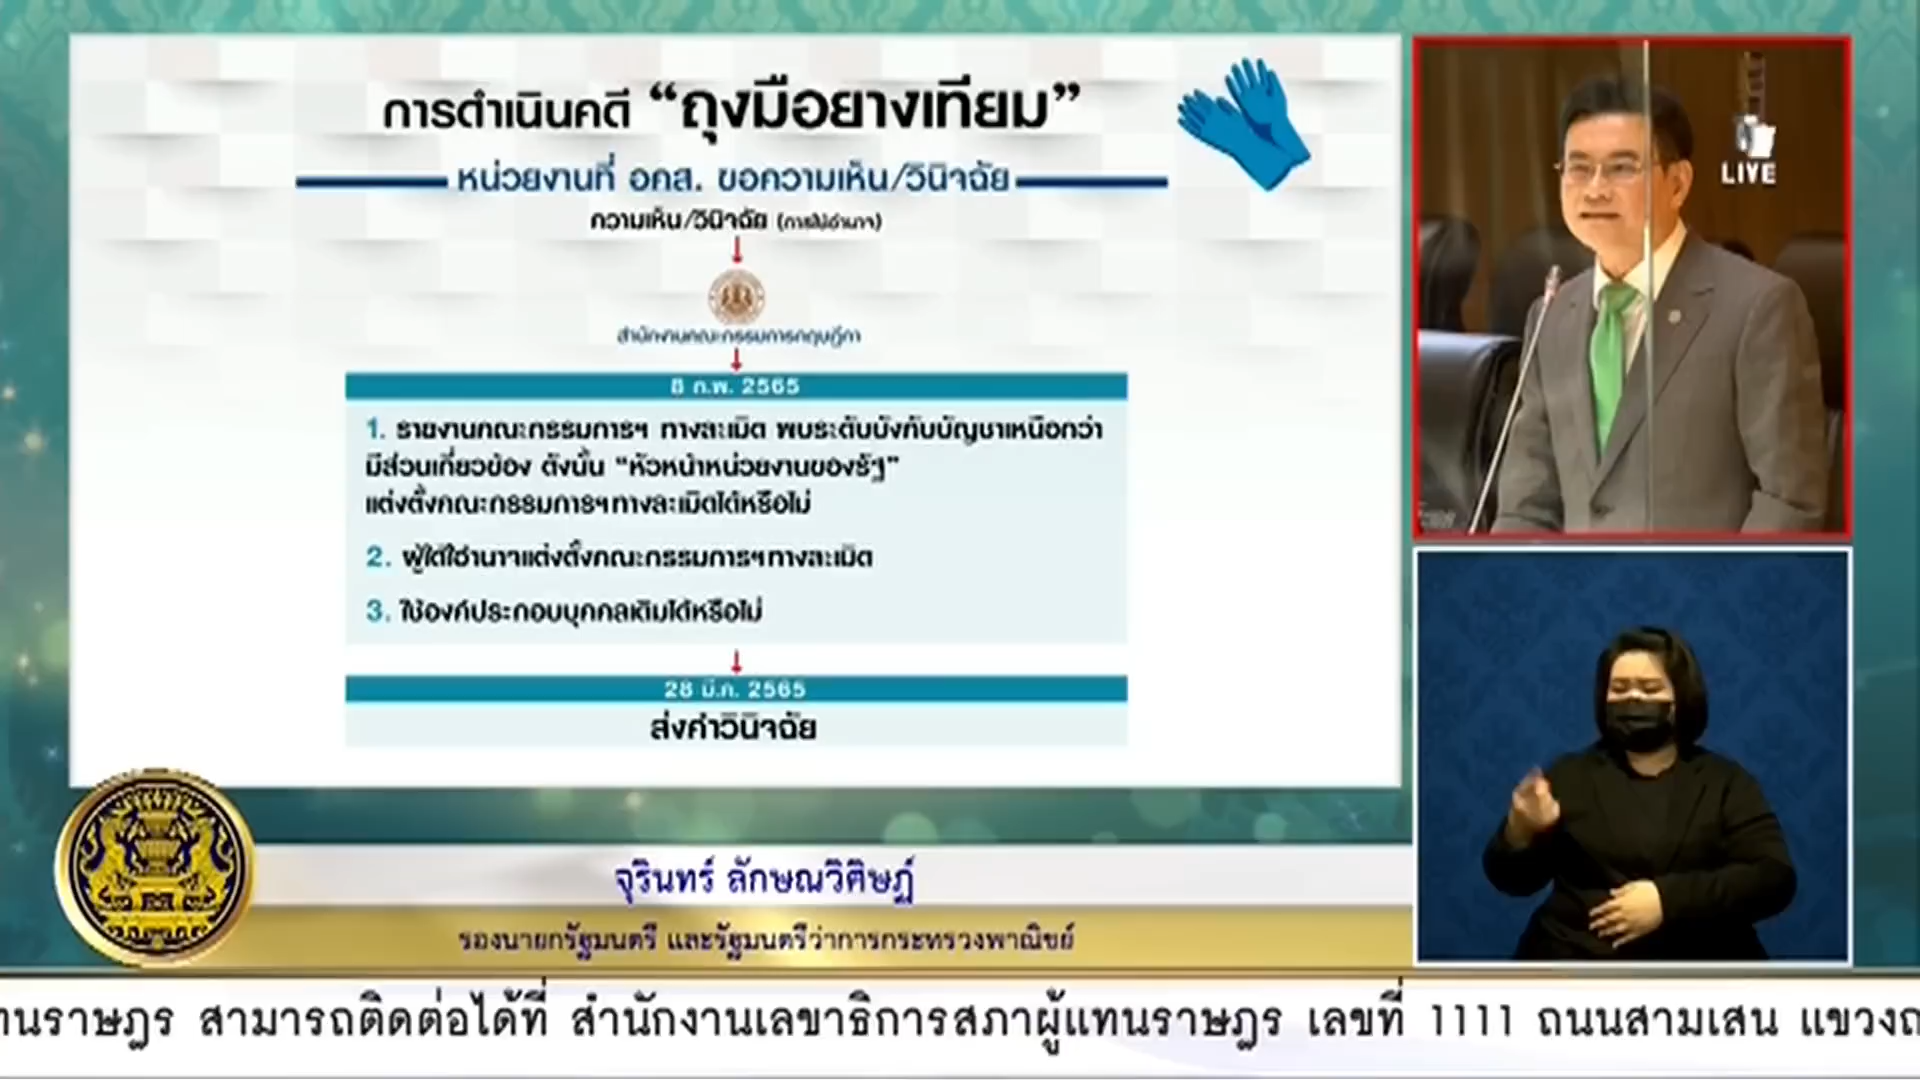 การดำเนินคดี “ถุงมือยางเทียม”
หน่วยงานที่ อคส. ขอความเห็น/วินิจฉัย
ความเห็น/วินิจฉัย (การใช้อำนาจ)
สำนักงานคณะกรรมการกฤษฎีกา
8 ก.พ. 2565
1. รายงานคณะกรรมการฯ ทางละเมิด พบระดับบังคับบัญชาเหนือกว่า
มีส่วนเกี่ยวข้อง ดังนั้น “หัวหน้าหน่วยงานของรัฐ”
แต่งตั้งคณะกรรมการฯทางละเมิดได้หรือไม่
2. ผู้ใดใช้อำนาจแต่งตั้งคณะกรรมการฯทางละเมิด
3. ใช้องค์ประกอบบุคคลเดิมได้หรือไม่
28 มี.ค. 2565
ส่งคำวินิจฉัย
LIVE
จุรินทร์ ลักษณวิศิษฏ์
รองนายกรัฐมนตรี และรัฐมนตรีว่าการกระทรวงพาณิชย์
ทนราษฎร สามารถติดต่อได้ที่ สำนักงานเลขาธิการสภาผู้แทนราษฎร เลขที่ 1111 ถนนสามเสน แขวงถ